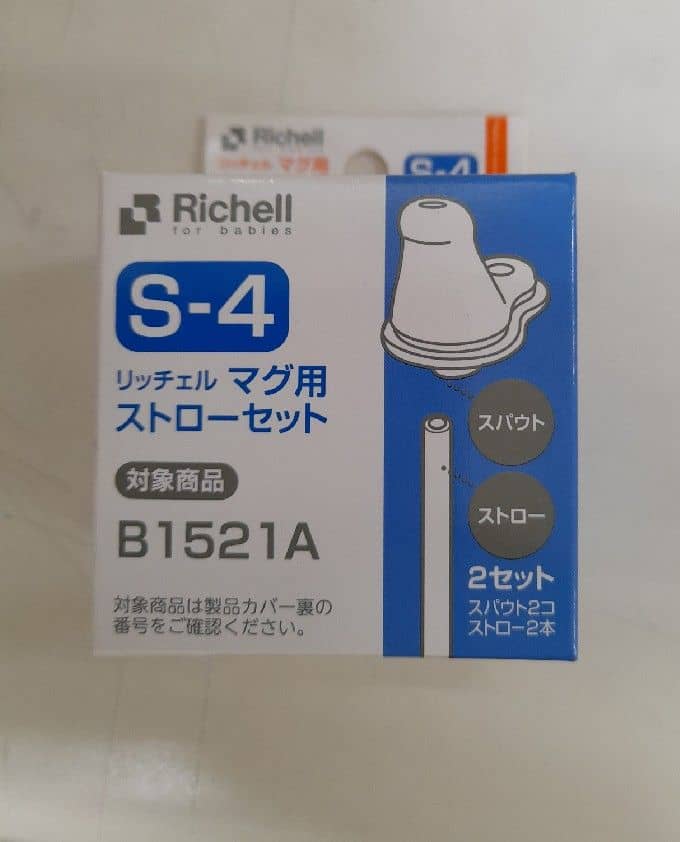 Richell
リッチェル マグ用
S-4
Richell
for babies
S-4
リッチェル マグ用
ストローセット
対象商品
B1521A
対象商品は製品カバー裏の
番号をご確認ください。
スパウト
ストロー
2セット
スパウト2コ
ストロー2本